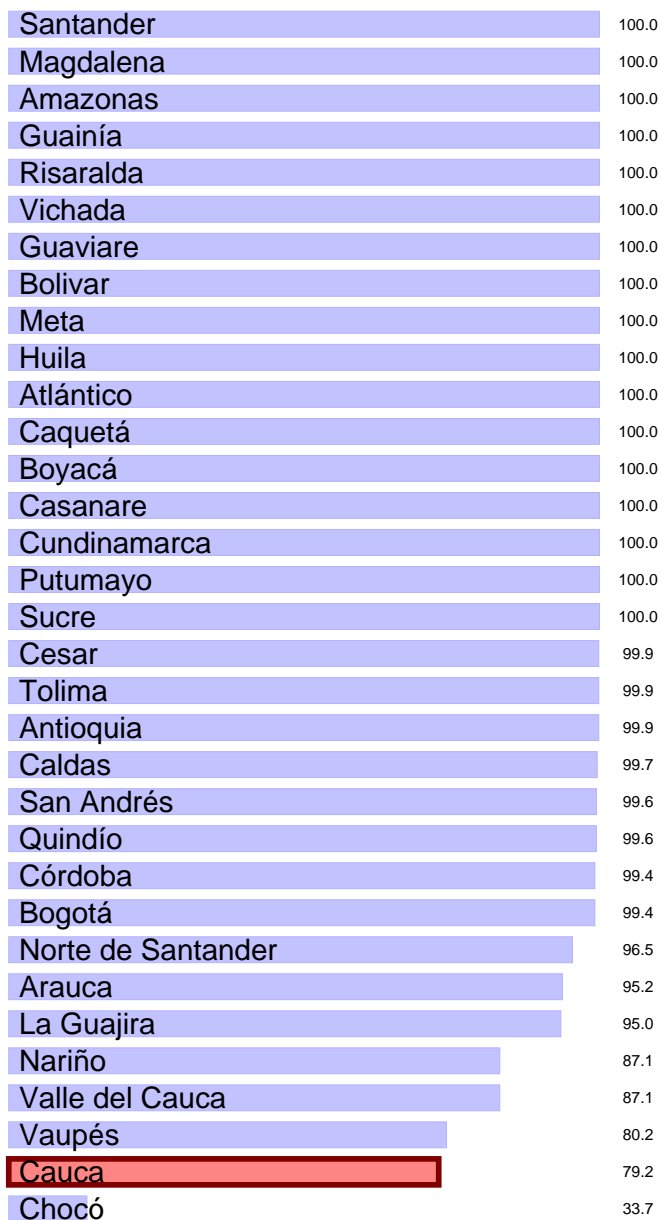 Santander 100.0
Magdalena 100.0
Amazonas 100.0
Guainía 100.0
Risaralda 100.0
Vichada 100.0
Guaviare 100.0
Bolivar 100.0
Meta 100.0
Huila 100.0
Atlántico 100.0
Caquetá 100.0
Boyacá 100.0
Casanare 100.0
Cundinamarca 100.0
Putumayo 100.0
Sucre 100.0
Cesar 99.9
Tolima 99.9
Antioquia 99.9
Caldas 99.7
San Andrés 99.6
Quindío 99.6
Córdoba 99.4
Bogotá 99.4
Norte de Santander 96.5
Arauca 95.2
La Guajira 95.0
Nariño 87.1
Valle del Cauca 87.1
Vaupés 80.2
Cauca 79.2
Chocó 33.7